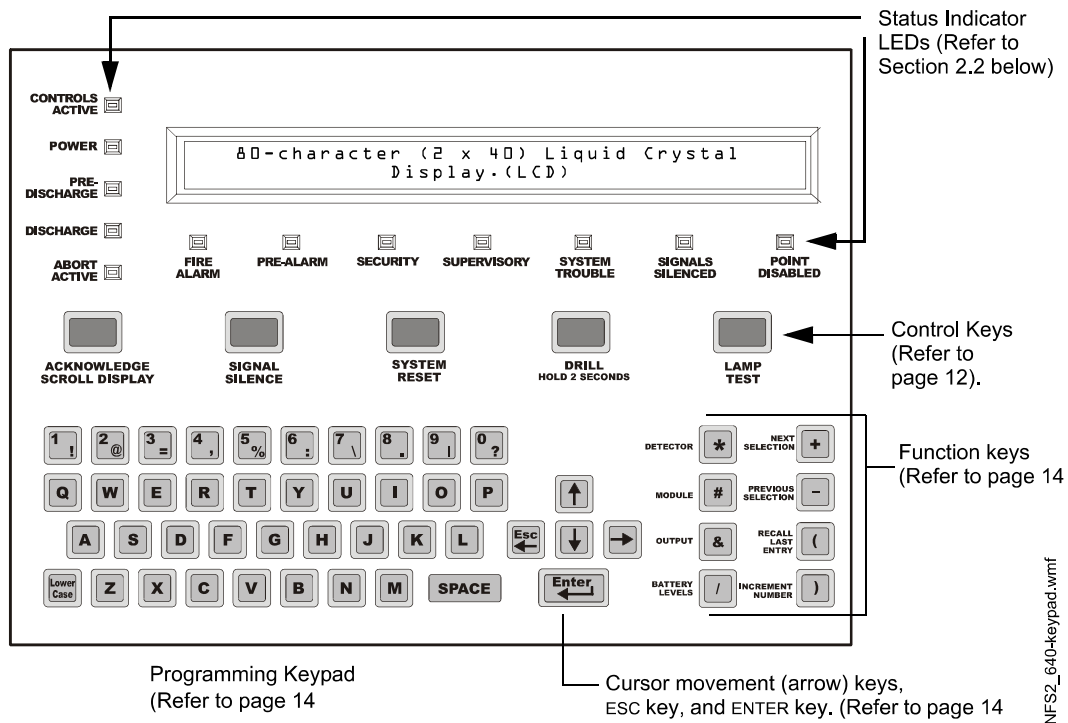 Status Indicator
LEDs (Refer to
Section 2.2 below)
CONTROLS
ACTIVE
POWER
PRE-
DISCHARGE
DISCHARGE
ABORT
ACTIVE
80-character (2 x 40) Liquid Crystal
Display.(LCD)
FIRE
ALARM
PRE-ALARM
SECURITY
SUPERVISORY
SYSTEM
TROUBLE
SIGNALS
SILENCED
POINT
DISABLED
ACKNOWLEDGE
SCROLL DISPLAY
SIGNAL
SILENCE
SYSTEM
RESET
DRILL
HOLD 2 SECONDS
LAMP
TEST
Control Keys
(Refer to
page 12).
1 ! 2 @ 3 = 4 , 5 % 6 : 7 \ 8 . 9 | 0 ?
Q W E R T Y U I O P
A S D F G H J K L
Lower
Case
Z X C V B N M SPACE
↑
Esc
←
↓ →
Enter
DETECTOR * NEXT
SELECTION +
MODULE # PREVIOUS
SELECTION -
OUTPUT & RECALL
LAST
ENTRY (
BATTERY
LEVELS / INCREMENT
NUMBER )
Function keys
(Refer to page 14
Programming Keypad
(Refer to page 14
Cursor movement (arrow) keys,
ESC key, and ENTER key. (Refer to page 14
NFS2_640-keypad.wmf